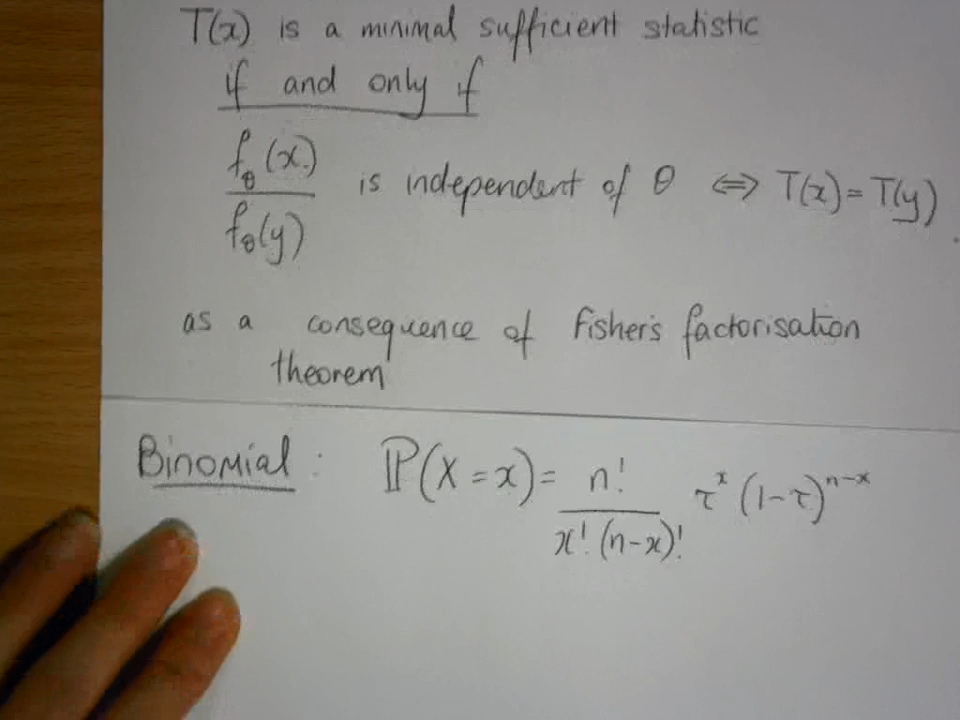 T(x) is a minimal sufficient statistic
if and only if
f_θ(x) / f_θ(y) is independent of θ ⇔ T(x) = T(y).
as a consequence of Fisher's factorisation
theorem
Binomial : ℙ(X = x) = n! / x!(n-x)! τ^x (1-τ)^{n-x}